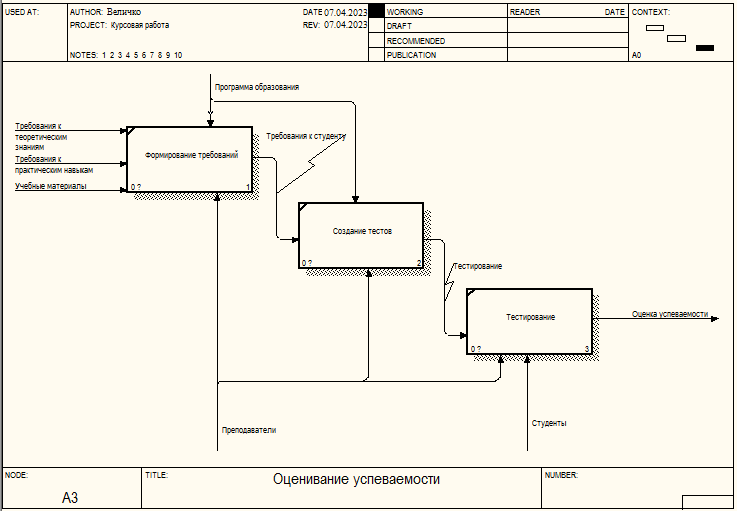 USED AT:
AUTHOR: Величко
DATE: 07.04.2023
WORKING
READER
DATE
CONTEXT:
PROJECT: Курсовая работа
REV: 07.04.2023
DRAFT
RECOMMENDED
NOTES: 1 2 3 4 5 6 7 8 9 10
PUBLICATION
A0
Программа образования
Требования к
теоретическим
знаниям
Требования к
практическим навыкам
Учебные материалы
Формирование требований
0 ?
1
Требования к студенту
Создание тестов
0 ?
2
Тестирование
Тестирование
0 ?
3
Оценка успеваемости
Преподаватели
Студенты
NODE:
A3
TITLE:
Оценивание успеваемости
NUMBER: